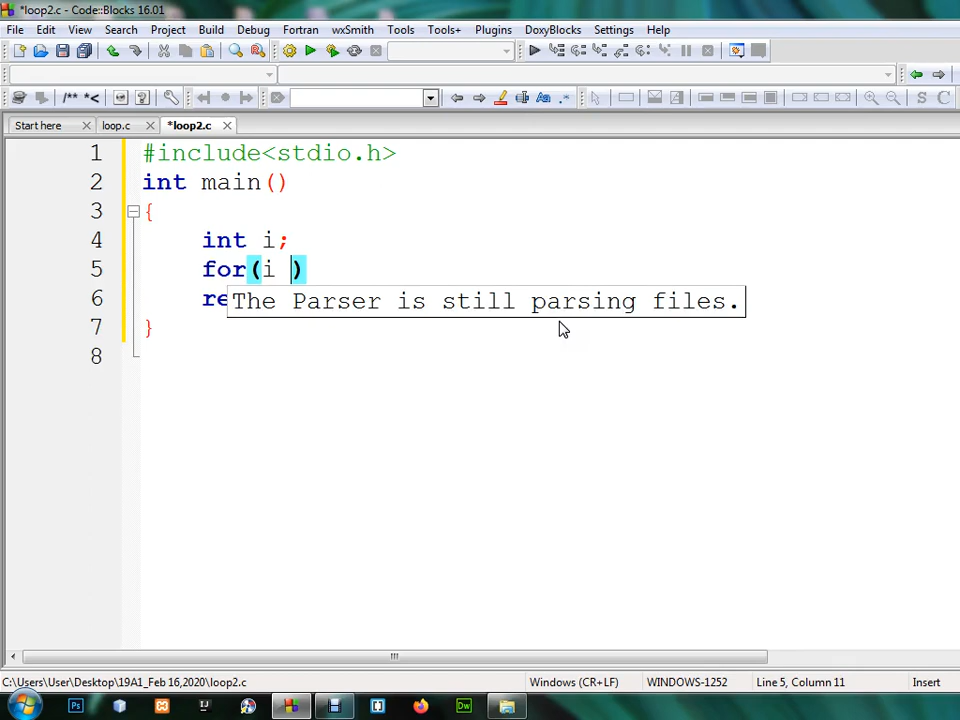 *loop2.c - Code::Blocks 16.01
File Edit View Search Project Build Debug Fortran wxSmith Tools Tools+ Plugins DoxyBlocks Settings Help
/** *<
S C
Start here loop.c *loop2.c
1 #include<stdio.h>
2 int main()
3 {
4 int i;
5 for(i )
6 re
The Parser is still parsing files.
7 }
8
C:\Users\User\Desktop\19A1_Feb 16,2020\loop2.c Windows (CR+LF) WINDOWS-1252 Line 5, Column 11 Insert
Ps IJ Dw